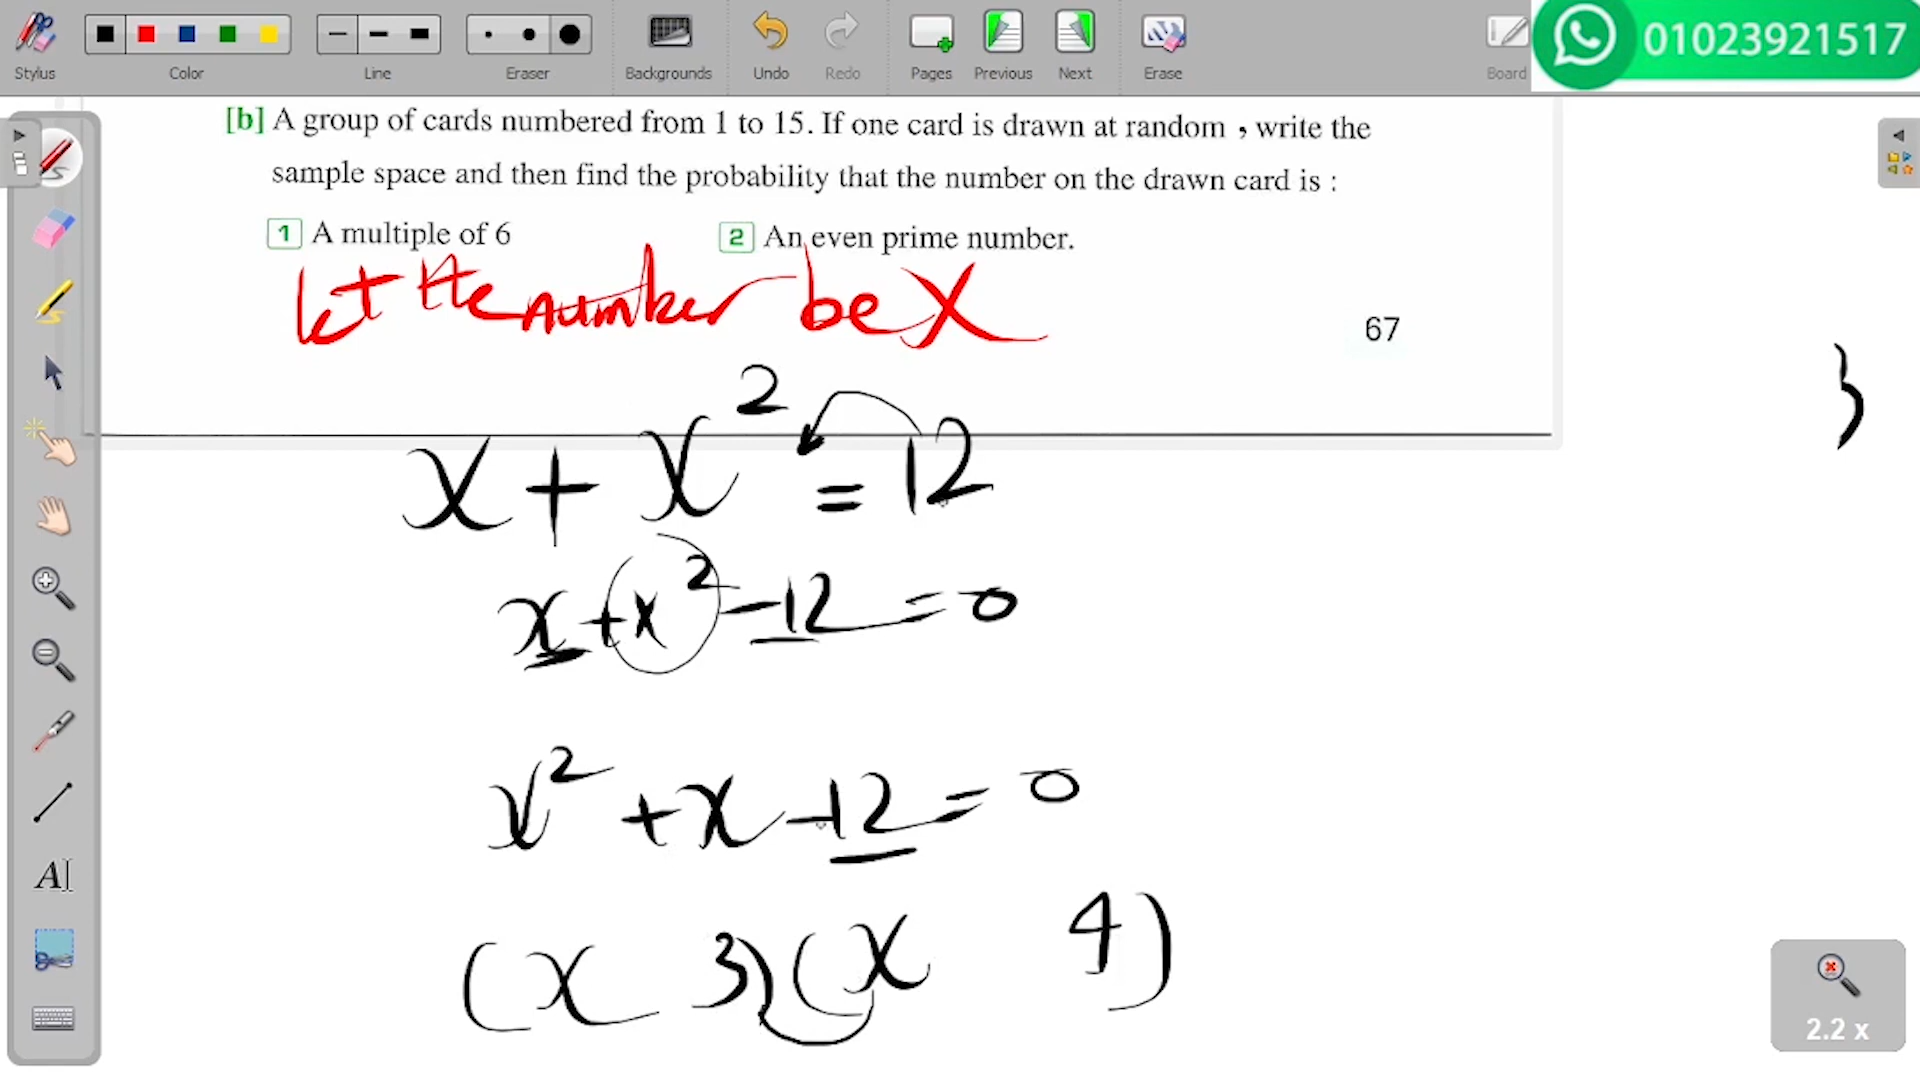 Stylus Color Line Eraser Backgrounds Undo Redo Pages Previous Next Erase Board
01023921517
[b] A group of cards numbered from 1 to 15. If one card is drawn at random , write the
sample space and then find the probability that the number on the drawn card is :
1 A multiple of 6
2 An even prime number.
let the number be X
67
x + x² = 12
x + x² - 12 = 0
x² + x - 12 = 0
(x 3)(x 4)
A
2.2 x